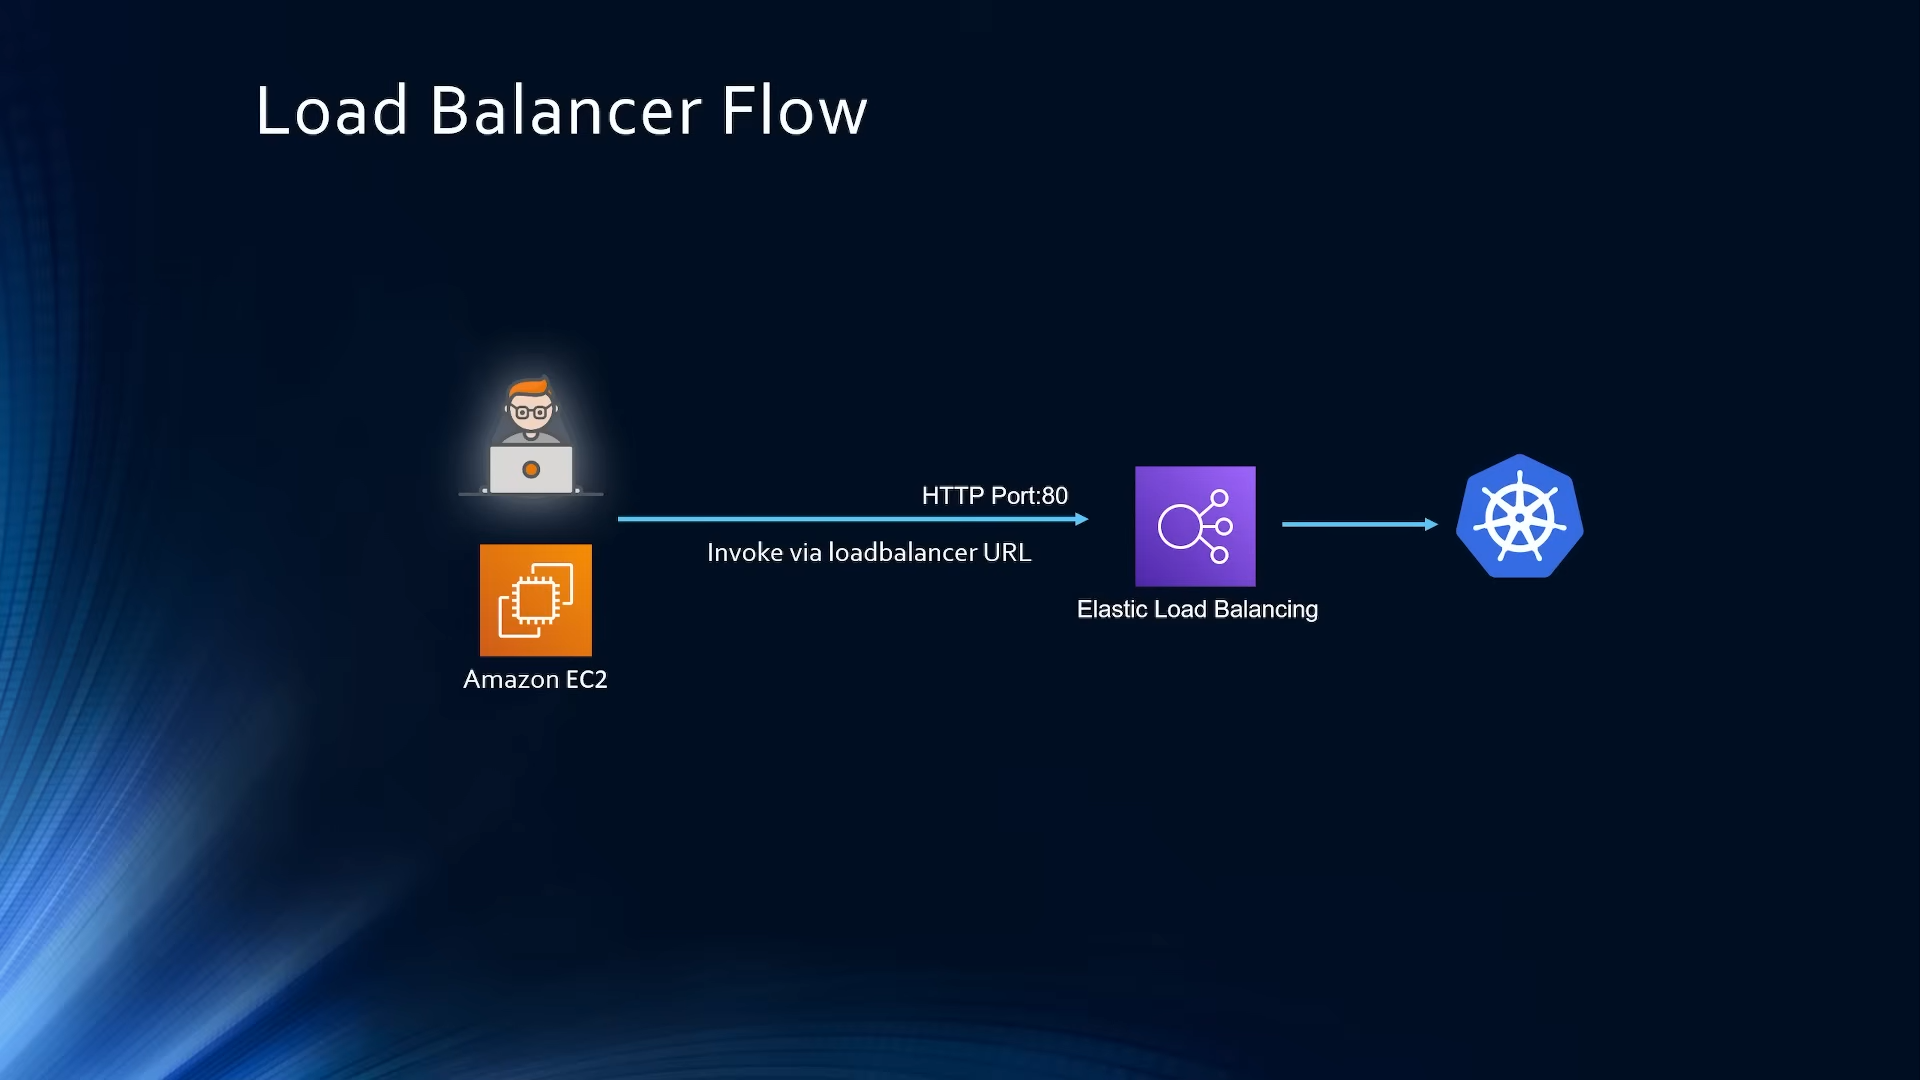 Load Balancer Flow
HTTP Port:80
Invoke via loadbalancer URL
Amazon EC2
Elastic Load Balancing